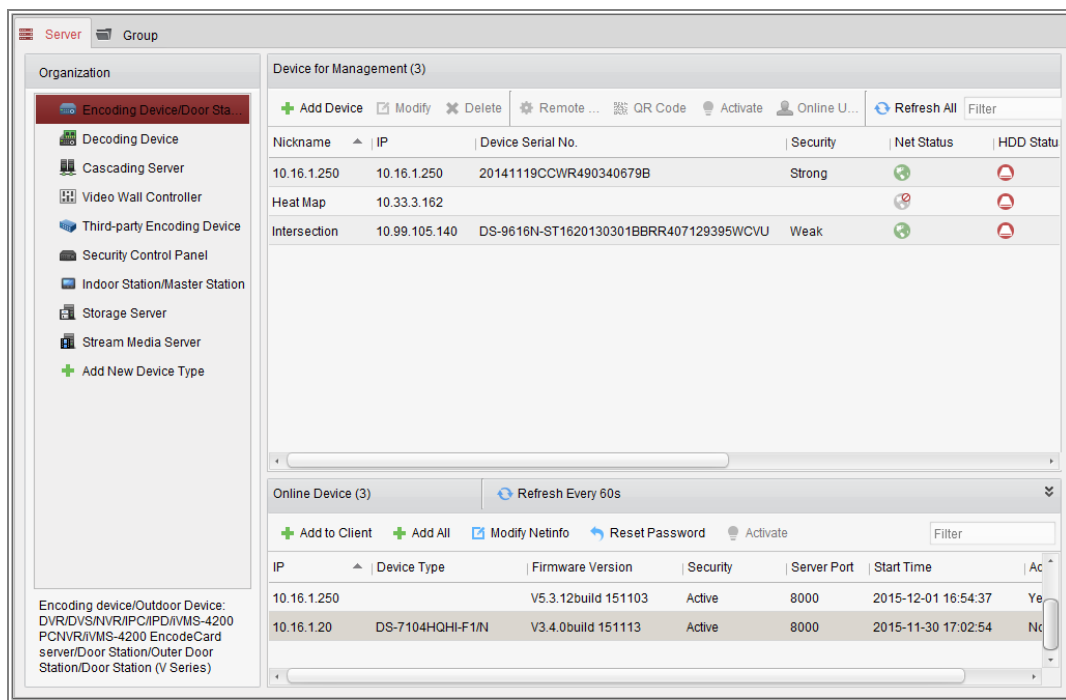 Server Group
Organization
Encoding Device/Door Sta...
Decoding Device
Cascading Server
Video Wall Controller
Third-party Encoding Device
Security Control Panel
Indoor Station/Master Station
Storage Server
Stream Media Server
Add New Device Type
Encoding device/Outdoor Device:
DVR/DVS/NVR/IPC/IPD/iVMS-4200
PCNVR/iVMS-4200 EncodeCard
server/Door Station/Outer Door
Station/Door Station (V Series)
Device for Management (3)
Add Device Modify Delete Remote ... QR Code Activate Online U... Refresh All Filter
Nickname IP Device Serial No. Security Net Status HDD Statu
10.16.1.250 10.16.1.250 20141119CCWR490340679B Strong
Heat Map 10.33.3.162
Intersection 10.99.105.140 DS-9616N-ST1620130301BBRR407129395WCVU Weak
Online Device (3) Refresh Every 60s
Add to Client Add All Modify Netinfo Reset Password Activate Filter
IP Device Type Firmware Version Security Server Port Start Time Ac
10.16.1.250 V5.3.12build 151103 Active 8000 2015-12-01 16:54:37 Ye
10.16.1.20 DS-7104HQHI-F1/N V3.4.0build 151113 Active 8000 2015-11-30 17:02:54 No